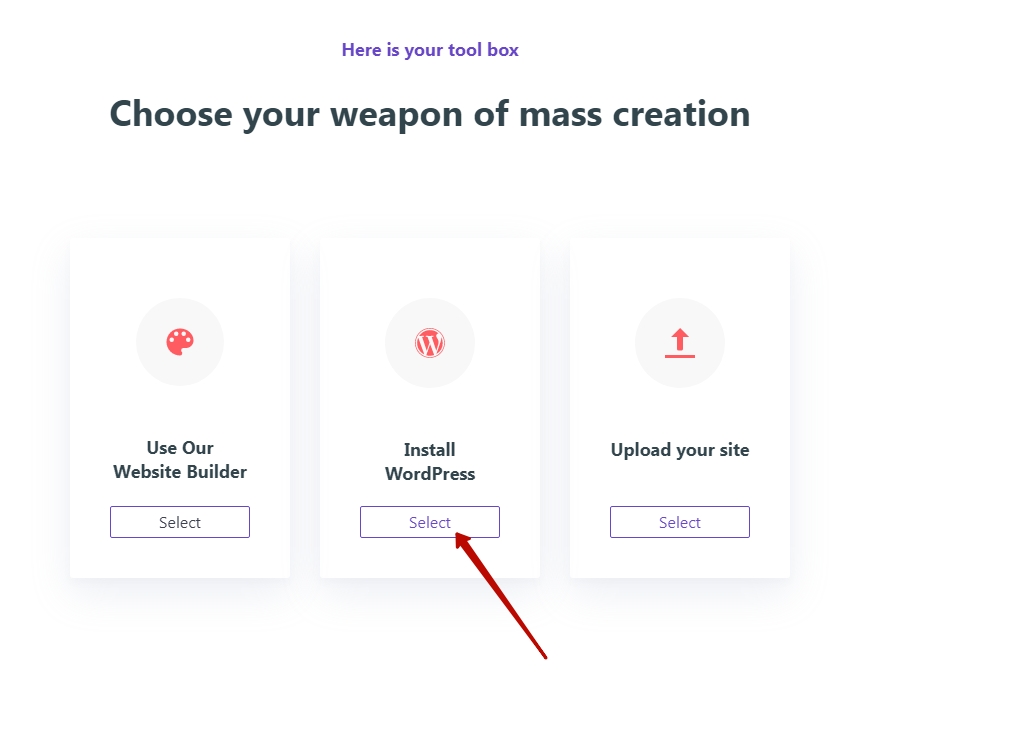 Here is your tool box
Choose your weapon of mass creation
Use Our
Website Builder
Select
Install
WordPress
Select
Upload your site
Select